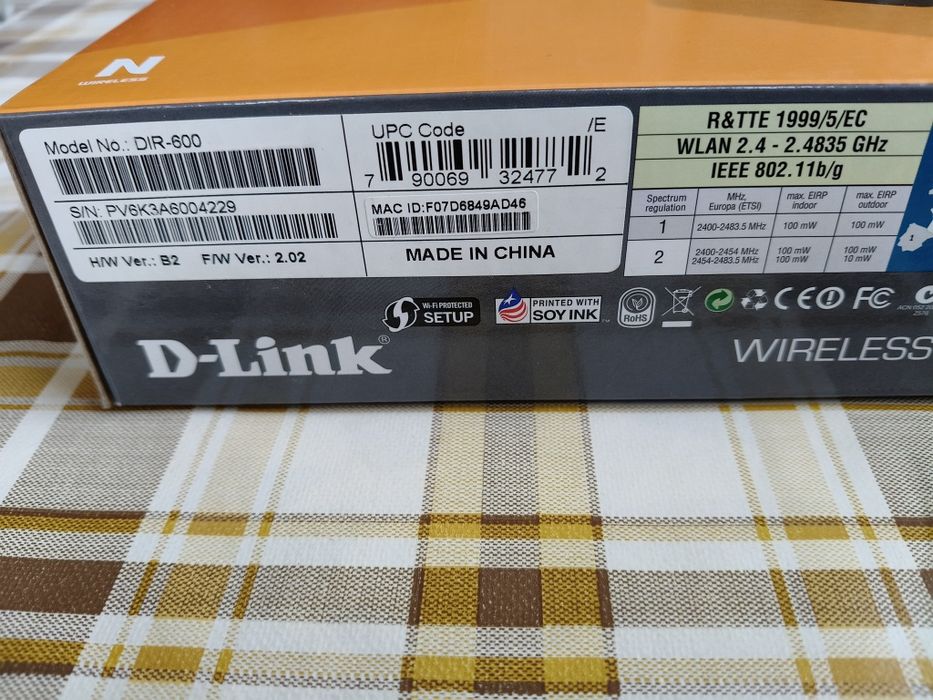 N
WIRELESS
Model No.: DIR-600
UPC Code /E
7 90069 32477 2
S/N: PV6K3A6004229
MAC ID:F07D6849AD46
H/W Ver.: B2 F/W Ver.: 2.02
MADE IN CHINA
R&TTE 1999/5/EC
WLAN 2.4 - 2.4835 GHz
IEEE 802.11b/g
Spectrum regulation
MHz, Europa (ETSI)
max. EIRP indoor
max. EIRP outdoor
1 2400-2483.5 MHz 100 mW 100 mW
2 2400-2454 MHz 100 mW 100 mW
2454-2483.5 MHz 100 mW 10 mW
1
Wi-Fi PROTECTED
SETUP
PRINTED WITH
SOY INK™
RoHS
CE
FC
D-Link®
WIRELESS